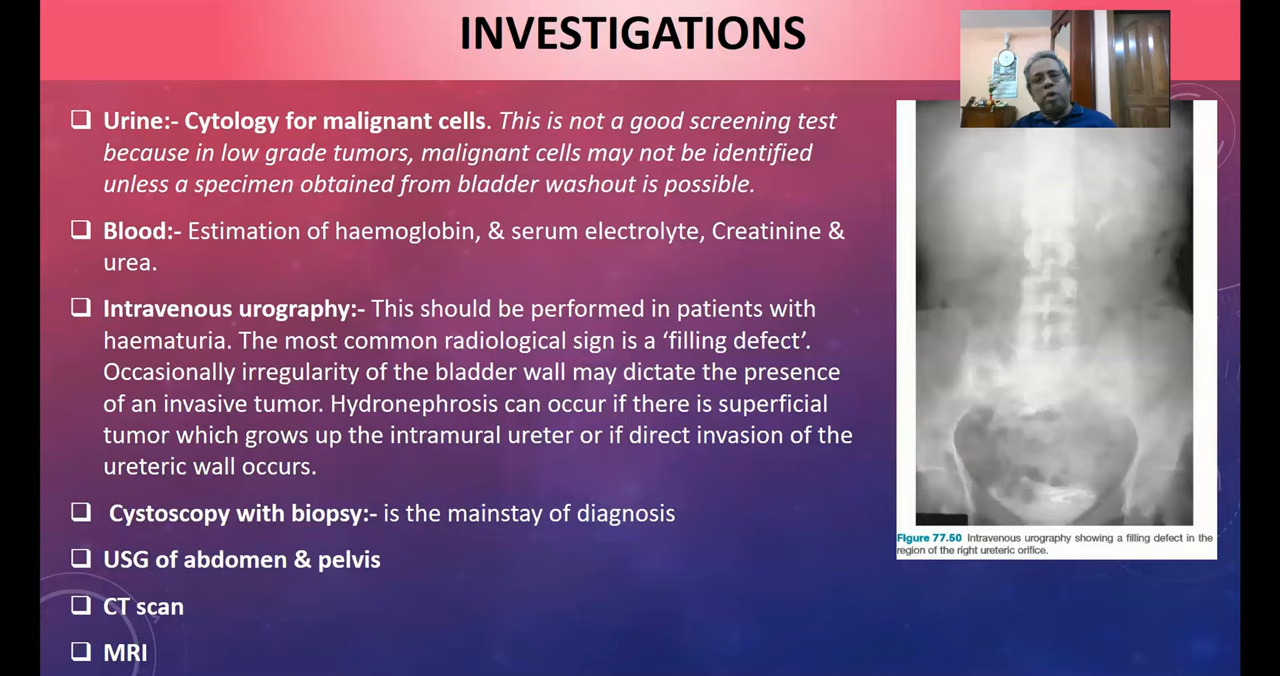 INVESTIGATIONS
Urine:- Cytology for malignant cells. This is not a good screening test
because in low grade tumors, malignant cells may not be identified
unless a specimen obtained from bladder washout is possible.
Blood:- Estimation of haemoglobin, & serum electrolyte, Creatinine &
urea.
Intravenous urography:- This should be performed in patients with
haematuria. The most common radiological sign is a ‘filling defect’.
Occasionally irregularity of the bladder wall may dictate the presence
of an invasive tumor. Hydronephrosis can occur if there is superficial
tumor which grows up the intramural ureter or if direct invasion of the
ureteric wall occurs.
Cystoscopy with biopsy:- is the mainstay of diagnosis
USG of abdomen & pelvis
CT scan
MRI
Figure 77.50 Intravenous urography showing a filling defect in the
region of the right ureteric orifice.